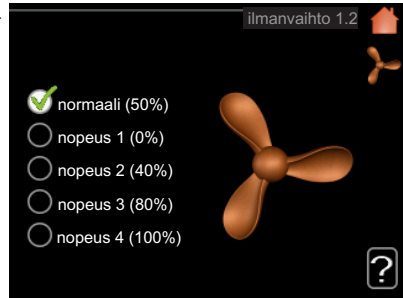 ilmanvaihto 1.2
normaali (50%)
nopeus 1 (0%)
nopeus 2 (40%)
nopeus 3 (80%)
nopeus 4 (100%)
?